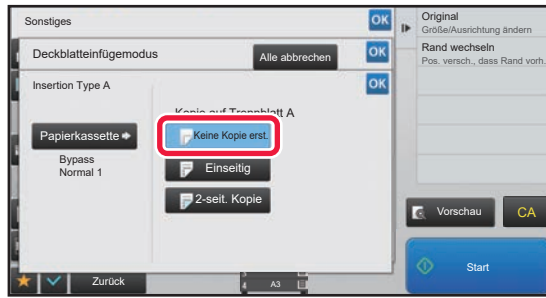 Sonstiges
OK
Deckblatteinfügemodus
Alle abbrechen
OK
Insertion Type A
OK
Kopie auf Trennblatt A
Papierkassette
Bypass
Normal 1
Keine Kopie erst.
Einseitig
2-seit. Kopie
Zurück
A3
Original
Größe/Ausrichtung ändern
Rand wechseln
Pos. versch., dass Rand vorh.
Vorschau
CA
Start